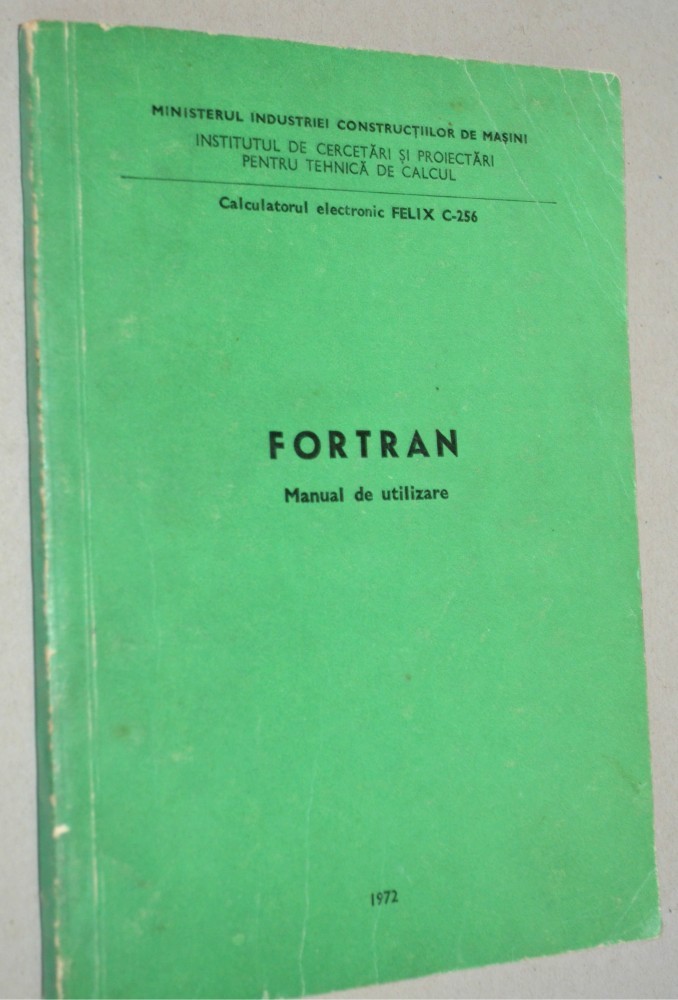 MINISTERUL INDUSTRIEI CONSTRUCȚIILOR DE MAȘINI
INSTITUTUL DE CERCETĂRI ȘI PROIECTĂRI
PENTRU TEHNICĂ DE CALCUL
Calculatorul electronic FELIX C-256
FORTRAN
Manual de utilizare
1972